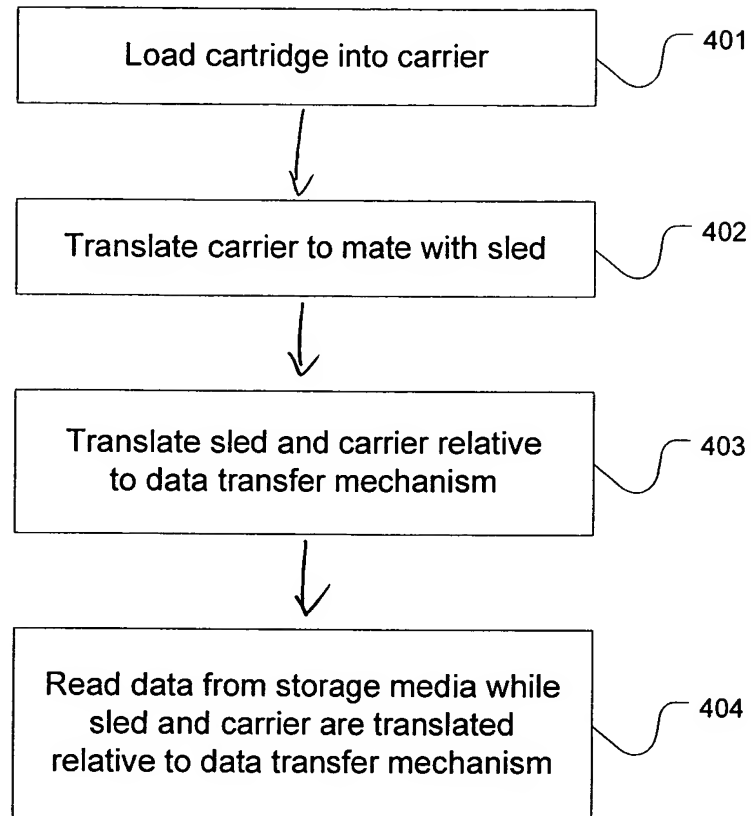 Load cartridge into carrier
401
Translate carrier to mate with sled
402
Translate sled and carrier relative
to data transfer mechanism
403
Read data from storage media while
sled and carrier are translated
relative to data transfer mechanism
404